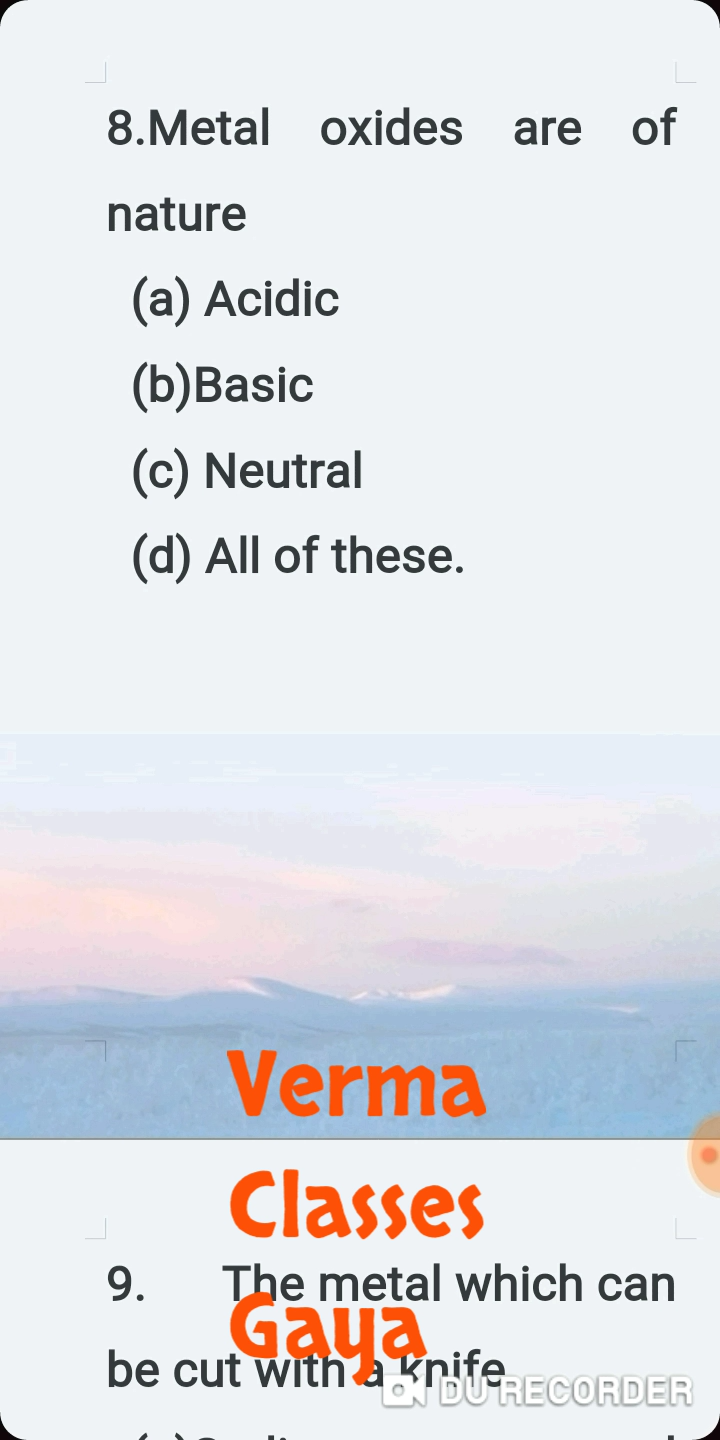 8.Metal oxides are of
nature
(a) Acidic
(b)Basic
(c) Neutral
(d) All of these.
Verma
Classes
Gaya
9. The metal which can
be cut with a knife
DU RECORDER